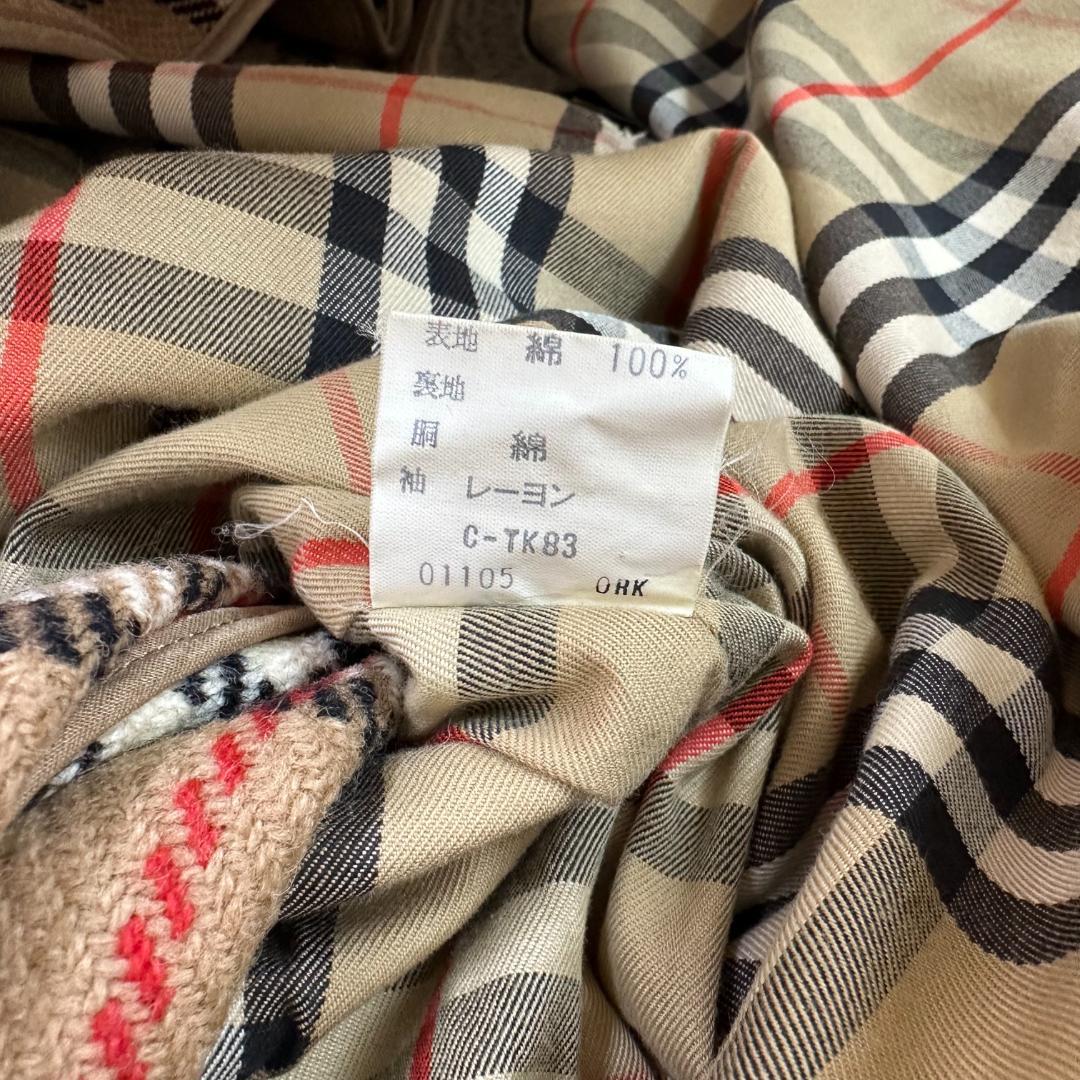 表地 綿 100%
裏地
胴 綿
袖 レーヨン
C-TK83
01105 ORK